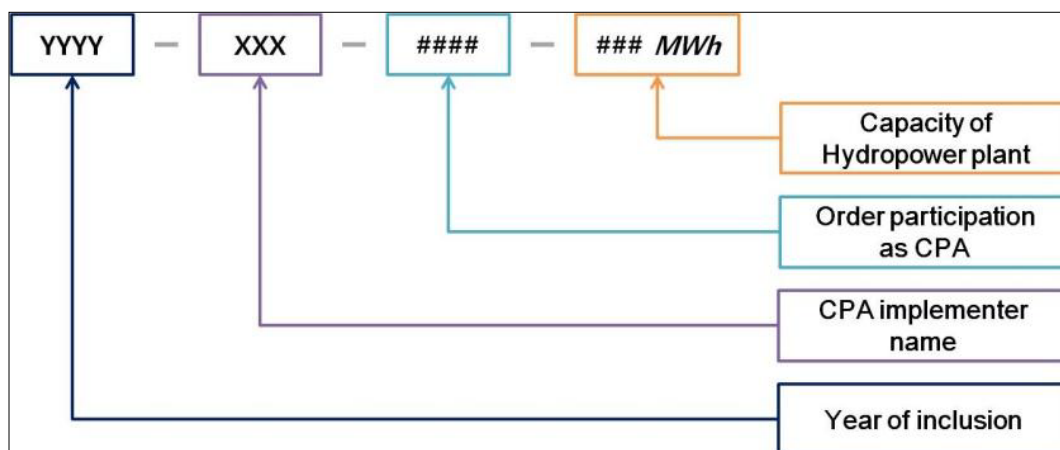 YYYY – XXX – #### – ### MWh
Capacity of
Hydropower plant
Order participation
as CPA
CPA implementer
name
Year of inclusion